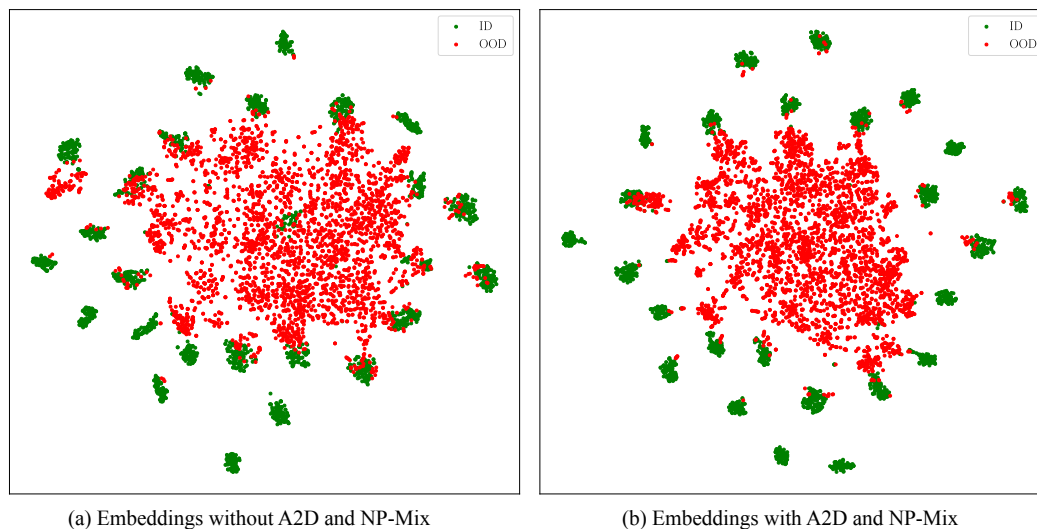 ID
OOD
ID
OOD
(a) Embeddings without A2D and NP-Mix
(b) Embeddings with A2D and NP-Mix